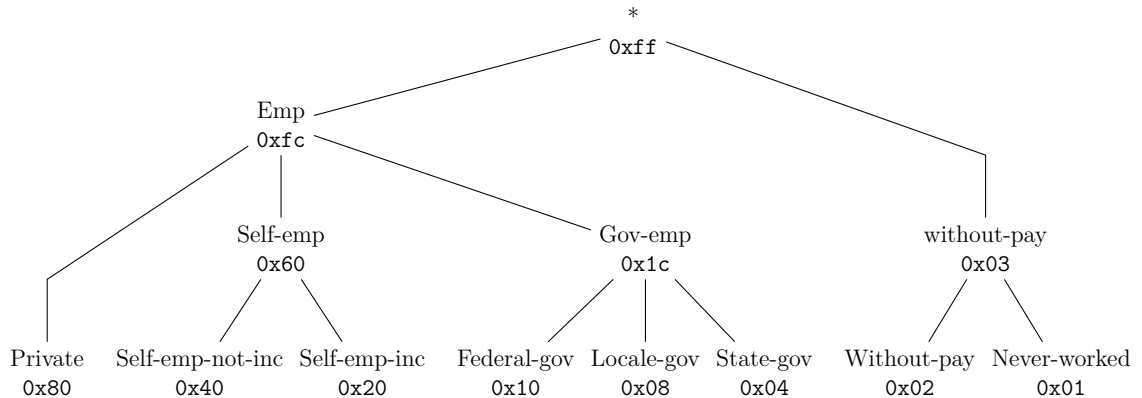 *
0xff
Emp
0xfc
Self-emp Gov-emp without-pay
0x60 0x1c 0x03
Private Self-emp-not-inc Self-emp-inc Federal-gov Locale-gov State-gov Without-pay Never-worked
0x80 0x40 0x20 0x10 0x08 0x04 0x02 0x01